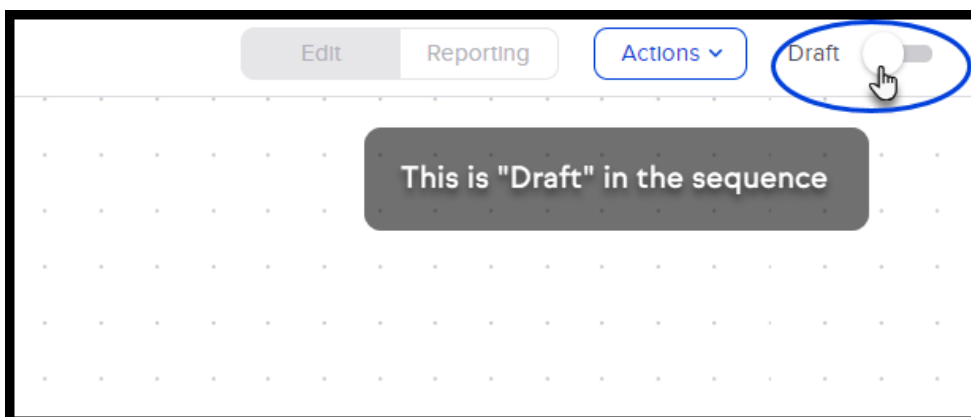 Edit Reporting Actions Draft
This is "Draft" in the sequence